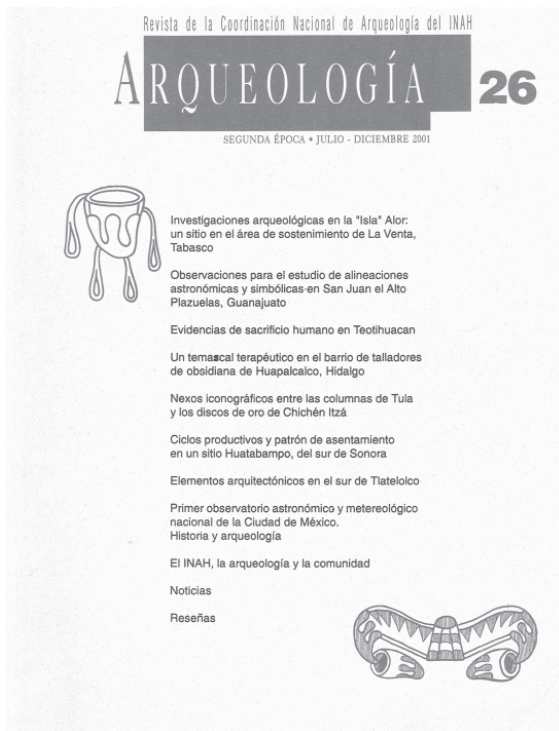 Revista de la Coordinación Nacional de Arqueología del INAH
ARQUEOLOGÍA 26
SEGUNDA ÉPOCA • JULIO - DICIEMBRE 2001
Investigaciones arqueológicas en la "Isla" Alor:
un sitio en el área de sostenimiento de La Venta,
Tabasco
Observaciones para el estudio de alineaciones
astronómicas y simbólicas en San Juan el Alto
Plazuelas, Guanajuato
Evidencias de sacrificio humano en Teotihuacan
Un temascal terapéutico en el barrio de talladores
de obsidiana de Huapalcalco, Hidalgo
Nexos iconográficos entre las columnas de Tula
y los discos de oro de Chichén Itzá
Ciclos productivos y patrón de asentamiento
en un sitio Huatabampo, del sur de Sonora
Elementos arquitectónicos en el sur de Tlatelolco
Primer observatorio astronómico y metereológico
nacional de la Ciudad de México.
Historia y arqueología
El INAH, la arqueología y la comunidad
Noticias
Reseñas